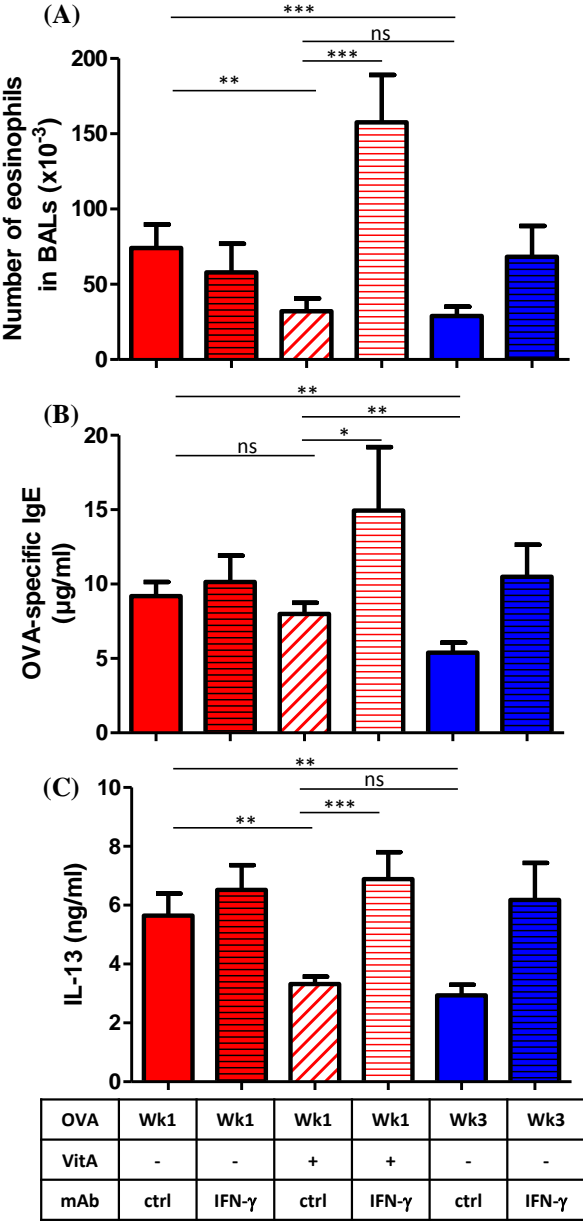 (A)
***
ns
**
***
Number of eosinophils
in BALs (x10⁻³)
200
150
100
50
0
(B)
**
**
ns
*
OVA-specific IgE
(µg/ml)
20
15
10
5
0
(C)
**
ns
**
***
IL-13 (ng/ml)
10
8
6
4
2
0
OVA Wk1 Wk1 Wk1 Wk1 Wk3 Wk3
VitA - - + + - -
mAb ctrl IFN-γ ctrl IFN-γ ctrl IFN-γ